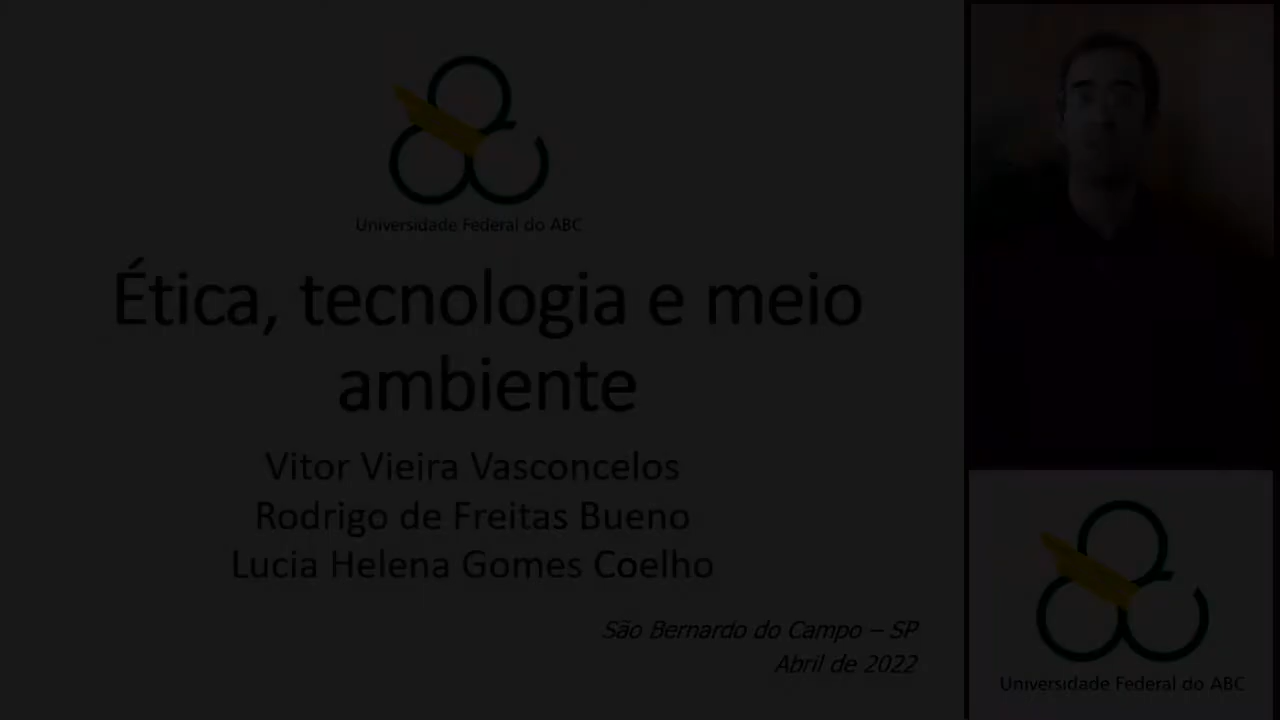 Universidade Federal do ABC
Ética, tecnologia e meio
ambiente
Vitor Vieira Vasconcelos
Rodrigo de Freitas Bueno
Lucia Helena Gomes Coelho
São Bernardo do Campo – SP
Abril de 2022
Universidade Federal do ABC